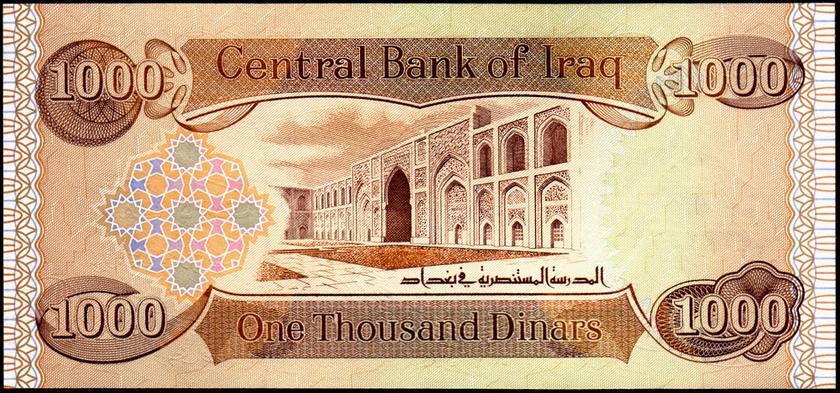 1000 Central Bank of Iraq 1000
المدرسة المستنصرية في بغداد
1000 One Thousand Dinars 1000